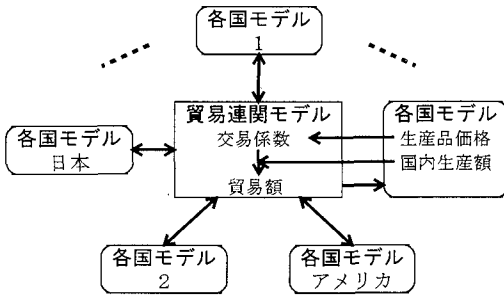 各国モデル
1
貿易連関モデル
交易係数
貿易額
各国モデル
生産品価格
国内生産額
各国モデル
日本
各国モデル
2
各国モデル
アメリカ